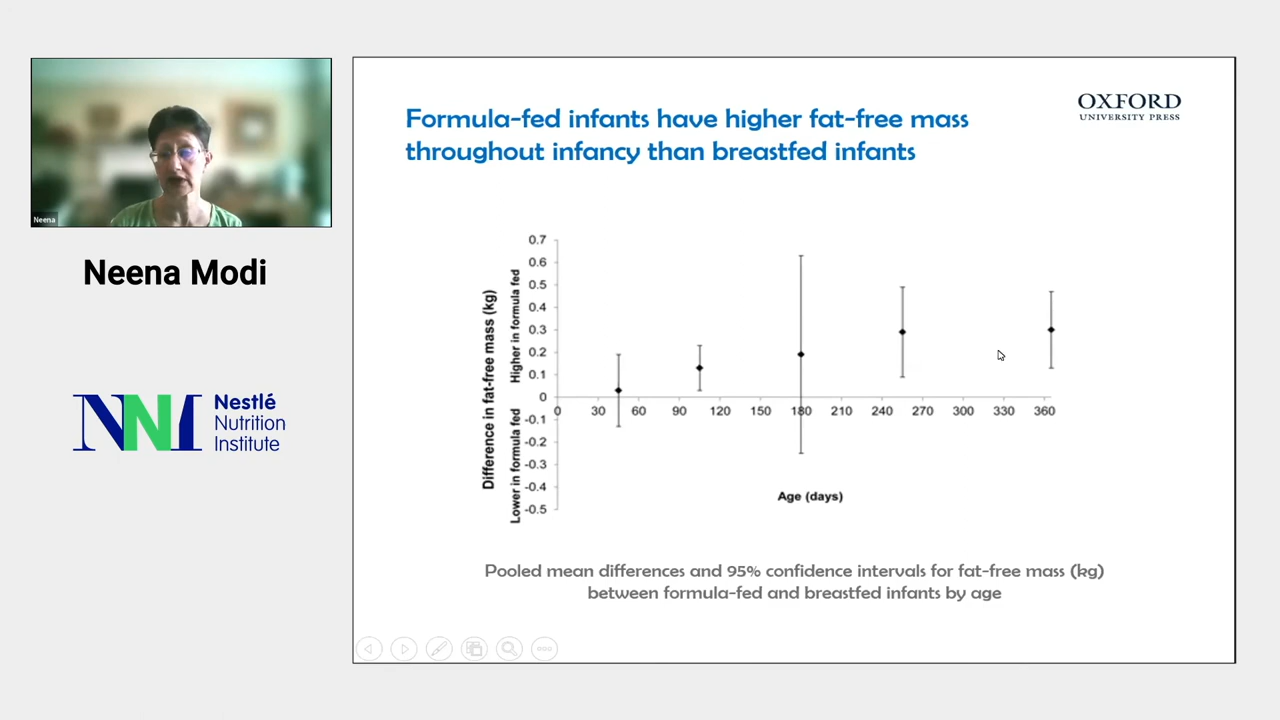 Neena
Neena Modi
NNI
Nestlé
Nutrition
Institute
OXFORD
UNIVERSITY PRESS
Formula-fed infants have higher fat-free mass
throughout infancy than breastfed infants
Difference in fat-free mass (kg)
Higher in formula fed
Lower in formula fed
0.7
0.6
0.5
0.4
0.3
0.2
0.1
0
-0.1
-0.2
-0.3
-0.4
-0.5
0 30 60 90 120 150 180 210 240 270 300 330 360
Age (days)
Pooled mean differences and 95% confidence intervals for fat-free mass (kg)
between formula-fed and breastfed infants by age